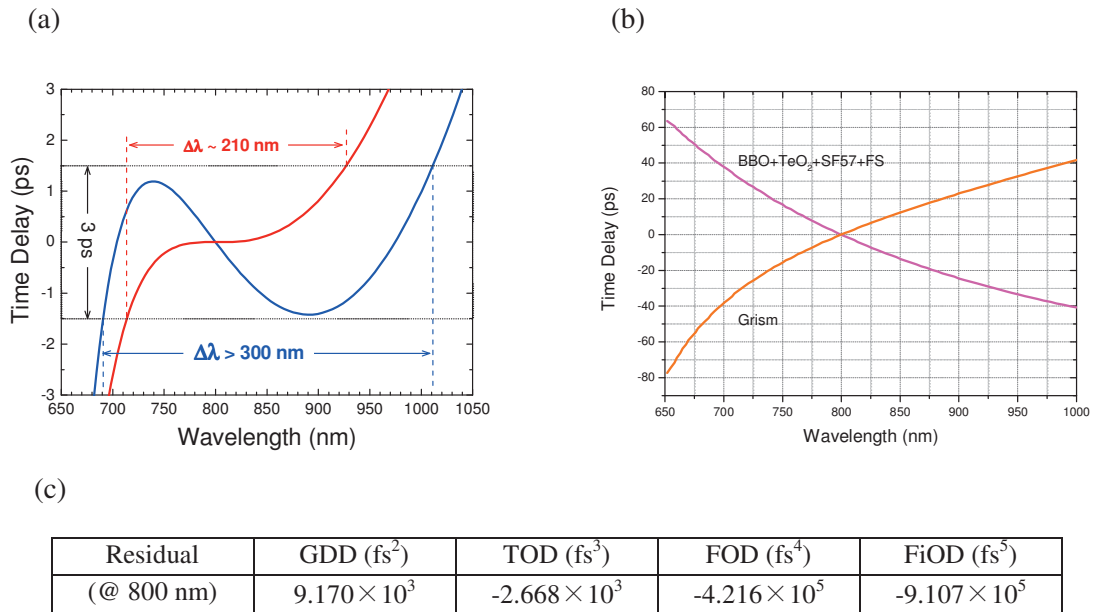 (a)
(b)
3
2
1
0
-1
-2
-3
Time Delay (ps)
Δλ ~ 210 nm
3 ps
Δλ > 300 nm
650 700 750 800 850 900 950 1000 1050
Wavelength (nm)
80
60
40
20
0
-20
-40
-60
-80
Time Delay (ps)
BBO+TeO₂+SF57+FS
Grism
650 700 750 800 850 900 950 1000
Wavelength (nm)
(c)
Residual GDD (fs²) TOD (fs³) FOD (fs⁴) FiOD (fs⁵)
(@ 800 nm) 9.170×10³ -2.668×10³ -4.216×10⁵ -9.107×10⁵